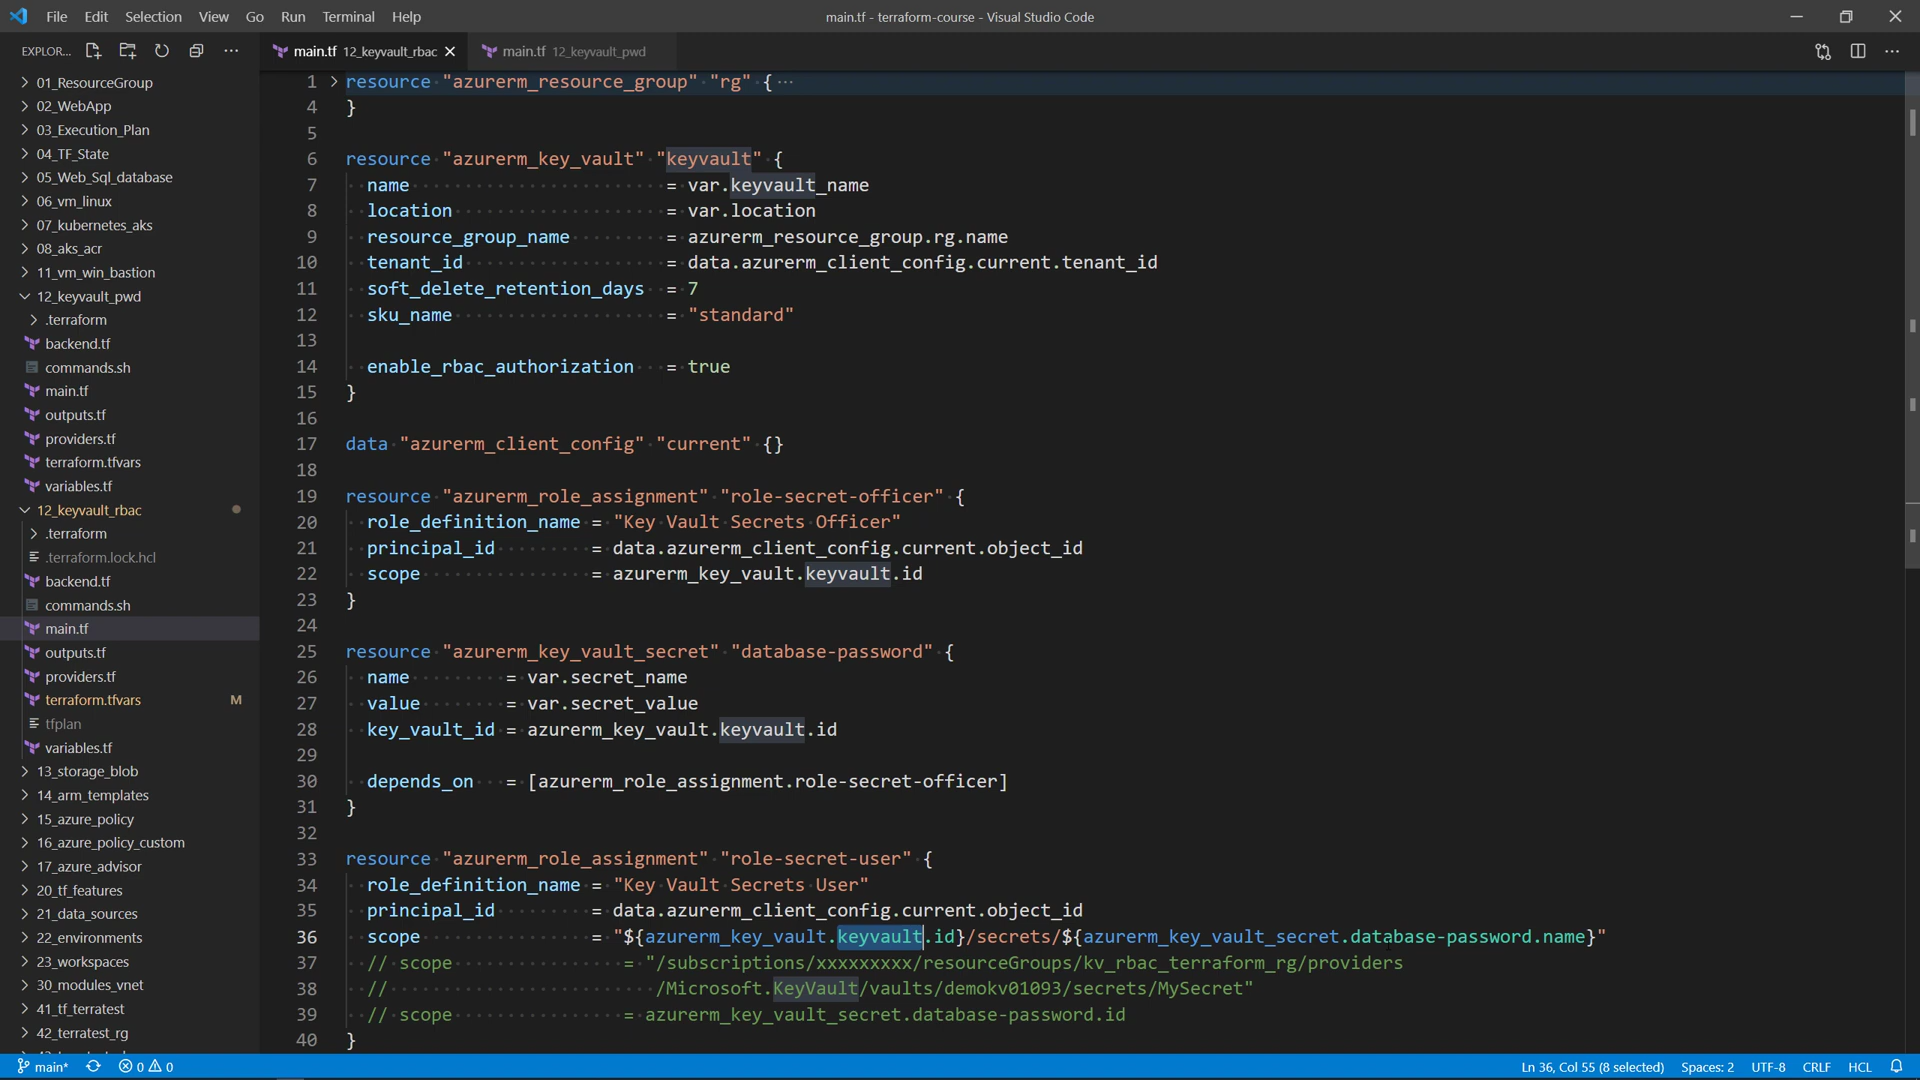 File Edit Selection View Go Run Terminal Help
main.tf - terraform-course - Visual Studio Code
EXPLOR...
01_ResourceGroup
02_WebApp
03_Execution_Plan
04_TF_State
05_Web_Sql_database
06_vm_linux
07_kubernetes_aks
08_aks_acr
11_vm_win_bastion
12_keyvault_pwd
.terraform
backend.tf
commands.sh
main.tf
outputs.tf
providers.tf
terraform.tfvars
variables.tf
12_keyvault_rbac
.terraform
.terraform.lock.hcl
backend.tf
commands.sh
main.tf
outputs.tf
providers.tf
terraform.tfvars M
tfplan
variables.tf
13_storage_blob
14_arm_templates
15_azure_policy
16_azure_policy_custom
17_azure_advisor
20_tf_features
21_data_sources
22_environments
23_workspaces
30_modules_vnet
41_tf_terratest
42_terratest_rg
main.tf 12_keyvault_rbac
main.tf 12_keyvault_pwd
1 resource "azurerm_resource_group" "rg" {···
4 }
5
6 resource "azurerm_key_vault" "keyvault" {
7 name = var.keyvault_name
8 location = var.location
9 resource_group_name = azurerm_resource_group.rg.name
10 tenant_id = data.azurerm_client_config.current.tenant_id
11 soft_delete_retention_days = 7
12 sku_name = "standard"
13
14 enable_rbac_authorization = true
15 }
16
17 data "azurerm_client_config" "current" {}
18
19 resource "azurerm_role_assignment" "role-secret-officer" {
20 role_definition_name = "Key Vault Secrets Officer"
21 principal_id = data.azurerm_client_config.current.object_id
22 scope = azurerm_key_vault.keyvault.id
23 }
24
25 resource "azurerm_key_vault_secret" "database-password" {
26 name = var.secret_name
27 value = var.secret_value
28 key_vault_id = azurerm_key_vault.keyvault.id
29
30 depends_on = [azurerm_role_assignment.role-secret-officer]
31 }
32
33 resource "azurerm_role_assignment" "role-secret-user" {
34 role_definition_name = "Key Vault Secrets User"
35 principal_id = data.azurerm_client_config.current.object_id
36 scope = "${azurerm_key_vault.keyvault.id}/secrets/${azurerm_key_vault_secret.database-password.name}"
37 // scope = "/subscriptions/xxxxxxxxx/resourceGroups/kv_rbac_terraform_rg/providers
38 // /Microsoft.KeyVault/vaults/demokv01093/secrets/MySecret"
39 // scope = azurerm_key_vault_secret.database-password.id
40 }
main* 0 0
Ln 36, Col 55 (8 selected) Spaces: 2 UTF-8 CRLF HCL